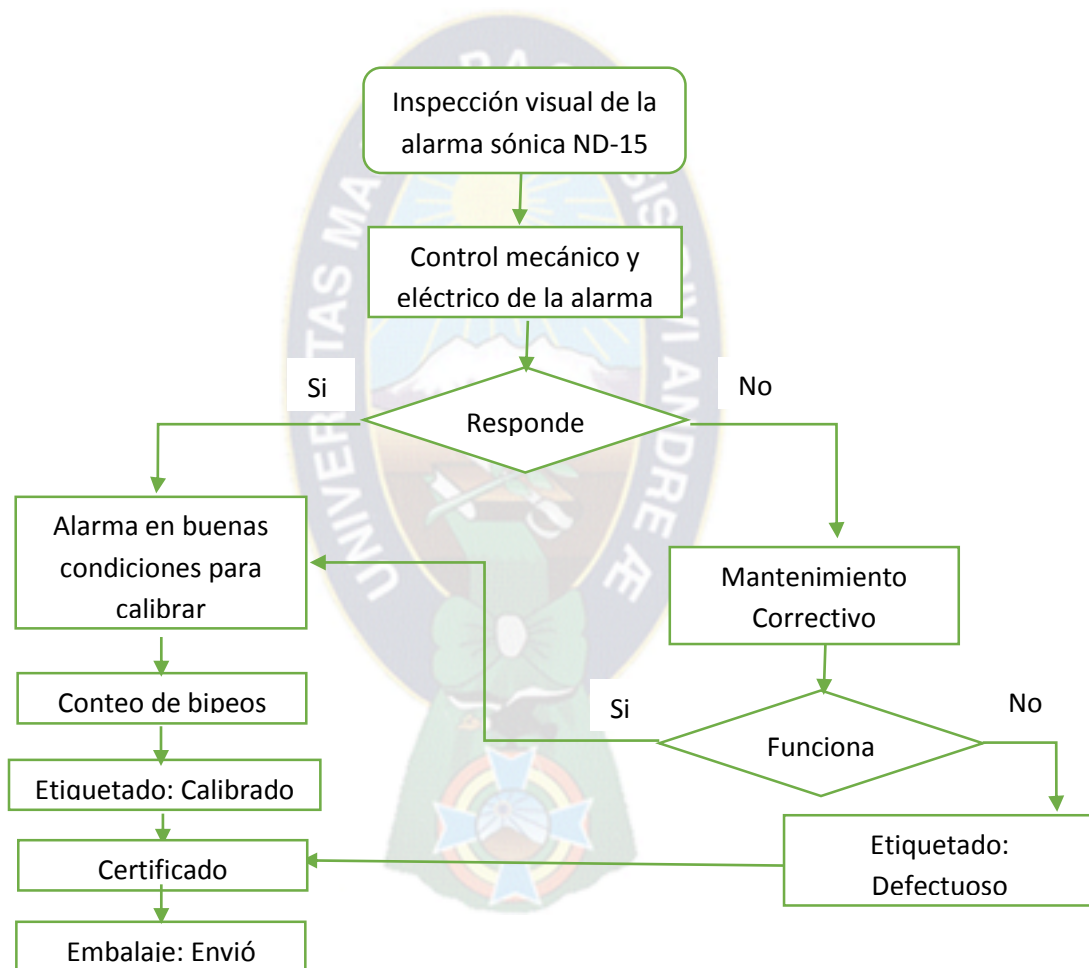 Inspección visual de la
alarma sónica ND-15
Control mecánico y
eléctrico de la alarma
Si
No
Responde
Alarma en buenas
condiciones para
calibrar
Mantenimiento
Correctivo
Conteo de bipeos
Si
No
Funciona
Etiquetado: Calibrado
Etiquetado:
Defectuoso
Certificado
Embalaje: Envió